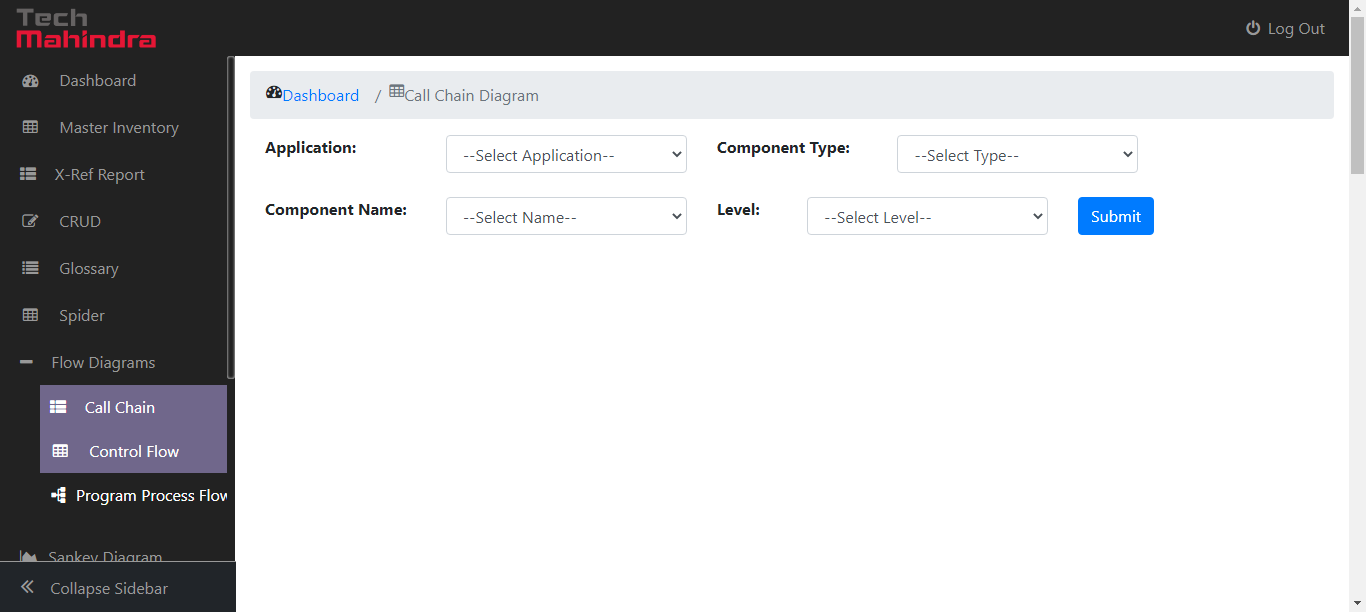 Tech
Mahindra
Log Out
Dashboard
Master Inventory
X-Ref Report
CRUD
Glossary
Spider
Flow Diagrams
Call Chain
Control Flow
Program Process Flow
Sankey Diagram
Collapse Sidebar
Dashboard / Call Chain Diagram
Application: --Select Application-- Component Type: --Select Type--
Component Name: --Select Name-- Level: --Select Level-- Submit